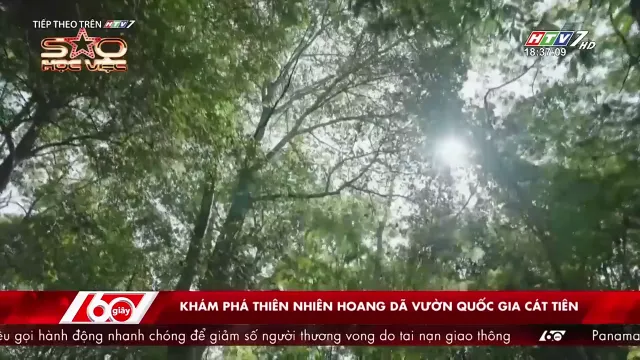 TIẾP THEO TRÊN HTV7
SAO
HỌC VIỆC
HTV7 HD
18:37:09
60 giây
KHÁM PHÁ THIÊN NHIÊN HOANG DÃ VƯỜN QUỐC GIA CÁT TIÊN
êu gọi hành động nhanh chóng để giảm số người thương vong do tai nạn giao thông 60 Panama